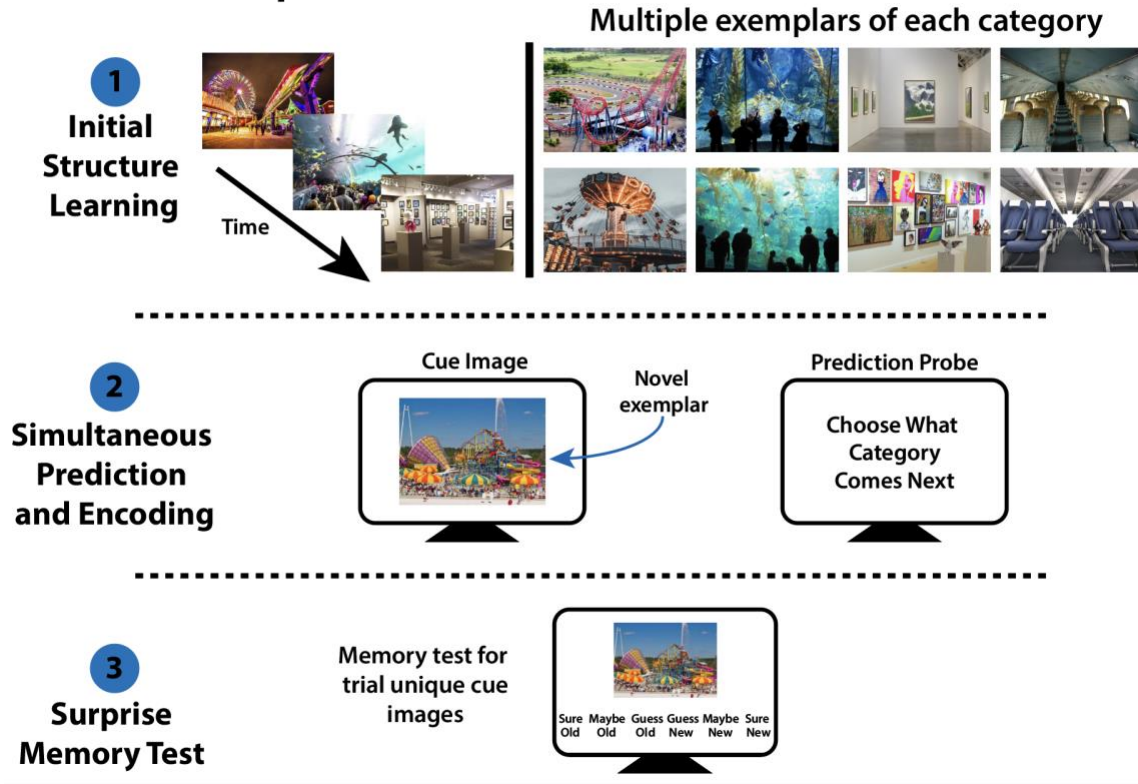 Multiple exemplars of each category
1
Initial
Structure
Learning
Time
2
Simultaneous
Prediction
and Encoding
Cue Image
Novel
exemplar
Prediction Probe
Choose What
Category
Comes Next
3
Surprise
Memory Test
Memory test for
trial unique cue
images
Sure Maybe Guess Guess Maybe Sure
Old Old Old New New New